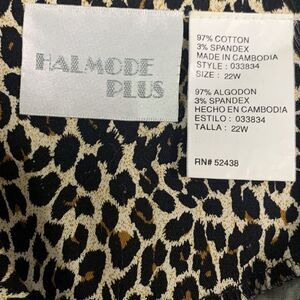 HALMODE
PLUS
97% COTTON
3% SPANDEX
MADE IN CAMBODIA
STYLE : 033834
SIZE : 22W
97% ALGODON
3% SPANDEX
HECHO EN CAMBODIA
ESTILO : 033834
TALLA : 22W
RN# 52438